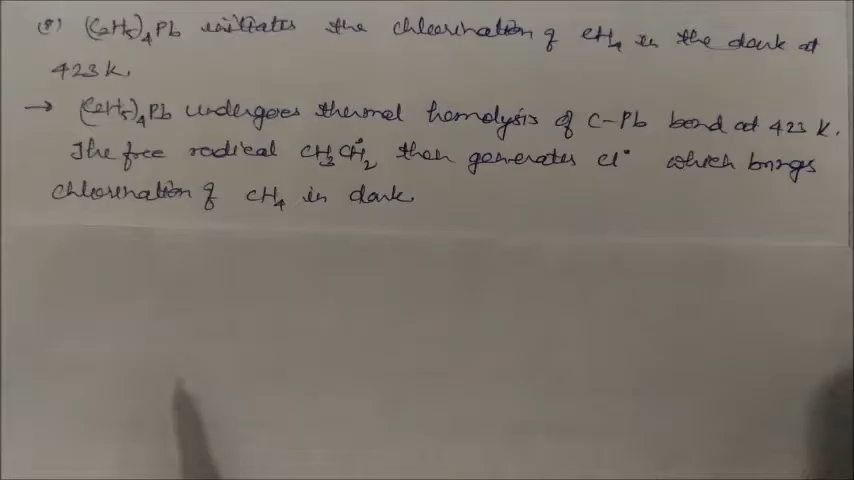 (8) (C2H5)4Pb initiates the chlorination of CH4 in the dark at
423 K.
→ (C2H5)4Pb undergoes thermal homolysis of C-Pb bond at 423 K.
The free radical CH3CH2• then generates Cl• which brings
chlorination of CH4 in dark.